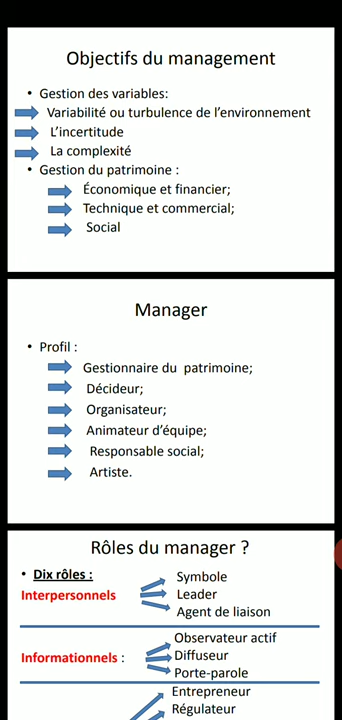 Objectifs du management
• Gestion des variables:
Variabilité ou turbulence de l'environnement
L'incertitude
La complexité
• Gestion du patrimoine :
Économique et financier;
Technique et commercial;
Social
Manager
• Profil :
Gestionnaire du patrimoine;
Décideur;
Organisateur;
Animateur d'équipe;
Responsable social;
Artiste.
Rôles du manager ?
• Dix rôles :
Symbole
Interpersonnels
Leader
Agent de liaison
Observateur actif
Informationnels :
Diffuseur
Porte-parole
Entrepreneur
Régulateur